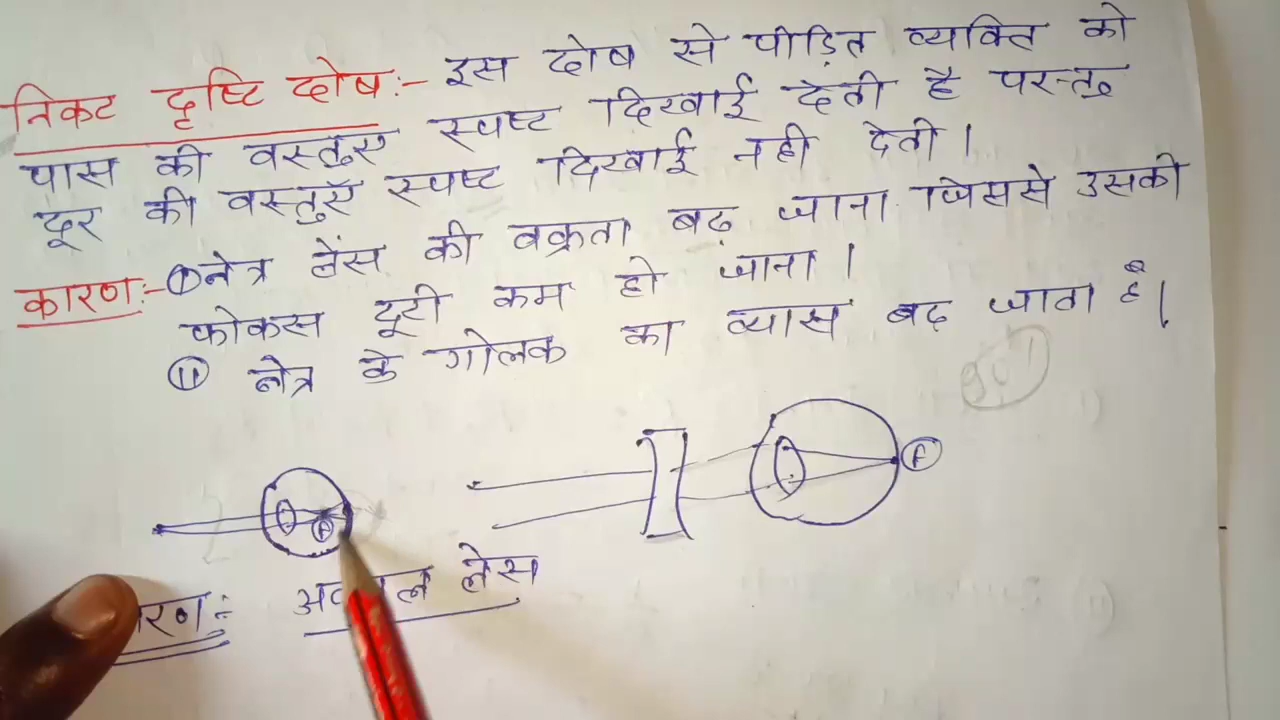 निकट दृष्टि दोष:- इस दोष से पीड़ित व्यक्ति को
पास की वस्तुए स्पष्ट दिखाई देती है परन्तु
दूर की वस्तुएँ स्पष्ट दिखाई नही देती।
कारण:- ① नेत्र लेंस की वक्रता बढ़ जाना जिससे उसकी
फोकस दूरी कम हो जाना।
⑪ नेत्र के गोलक का व्यास बढ़ जाता है।
F
A
लेंस